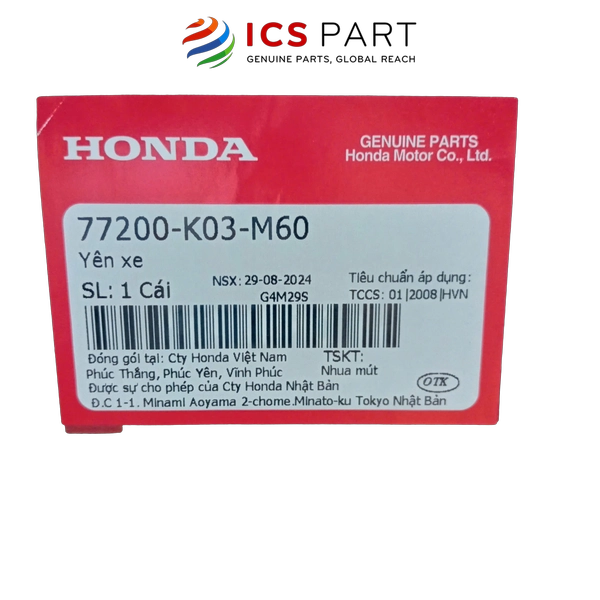 ICS PART
GENUINE PARTS, GLOBAL REACH
HONDA
GENUINE PARTS
Honda Motor Co., Ltd.
77200-K03-M60
Yên xe
SL: 1 Cái
NSX: 29-08-2024
G4M29S
Tiêu chuẩn áp dụng:
TCCS: 01|2008|HVN
Đóng gói tại: Cty Honda Việt Nam
Phúc Thắng, Phúc Yên, Vĩnh Phúc
TSKT:
Nhua mút
Được sự cho phép của Cty Honda Nhật Bản
Đ.C 1-1. Minami Aoyama 2-chome.Minato-ku Tokyo Nhật Bản
OTK